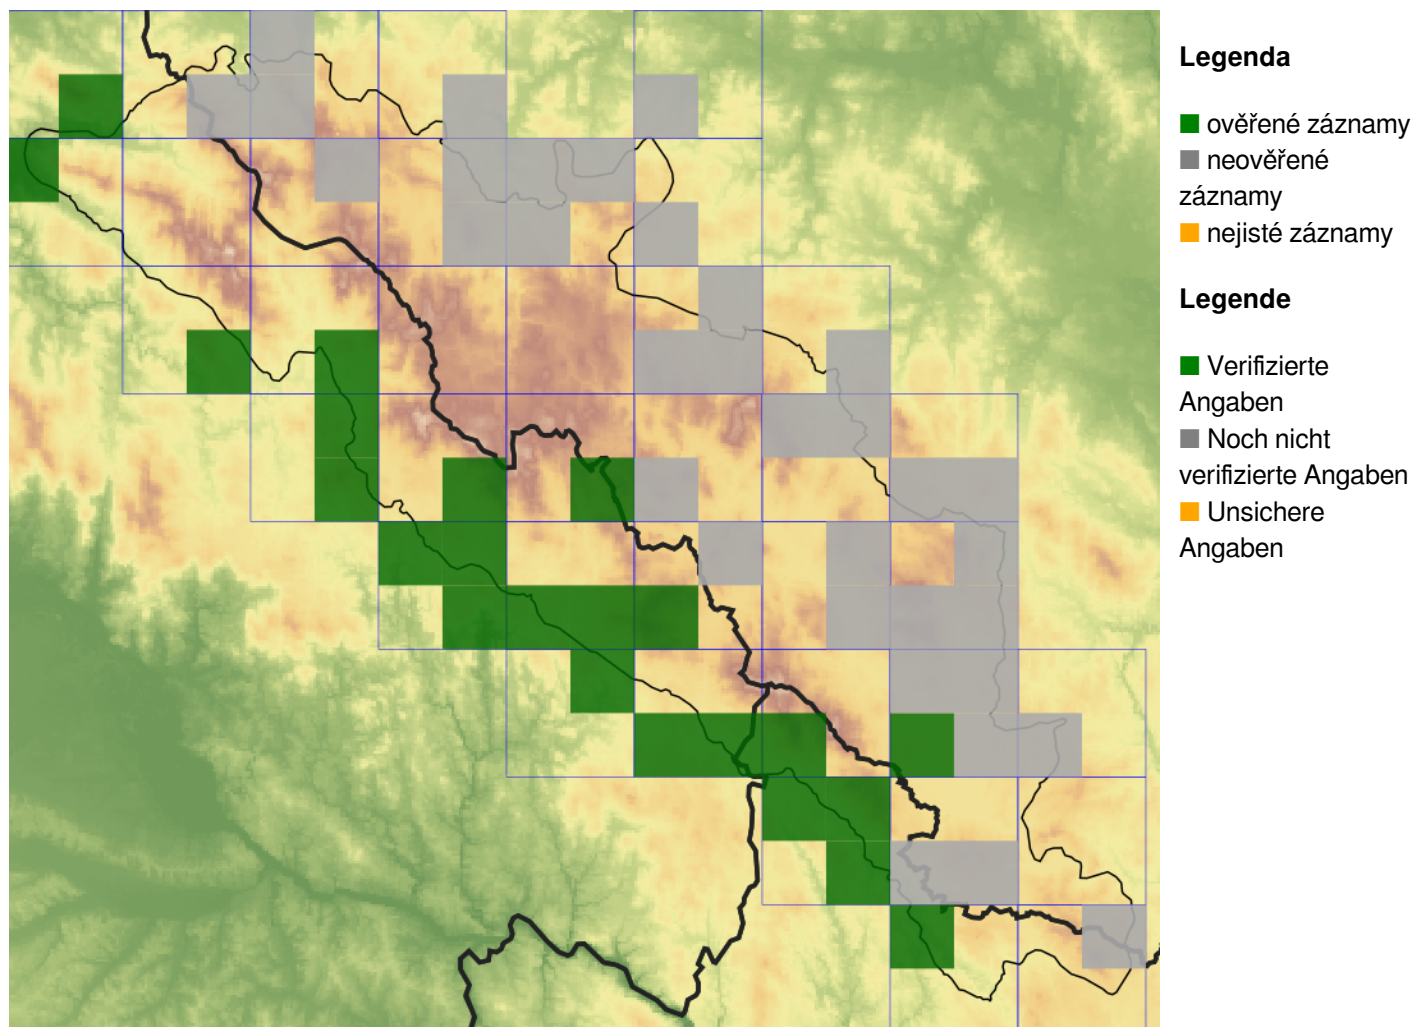 Legenda
ověřené záznamy
neověřené
záznamy
nejisté záznamy
Legende
Verifizierte
Angaben
Noch nicht
verifizierte Angaben
Unsichere
Angaben